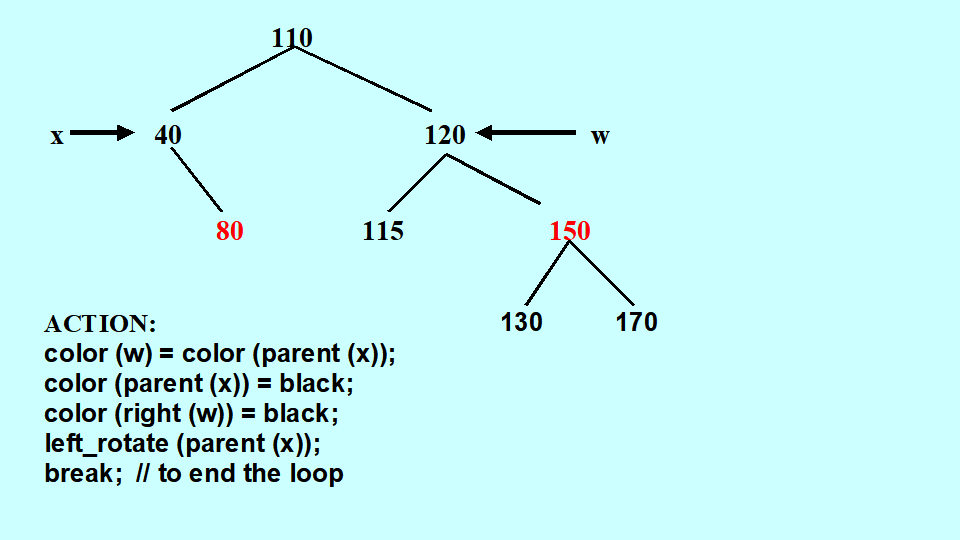 110
x 40 120 w
80 115 150
130 170
ACTION:
color (w) = color (parent (x));
color (parent (x)) = black;
color (right (w)) = black;
left_rotate (parent (x));
break;  // to end the loop